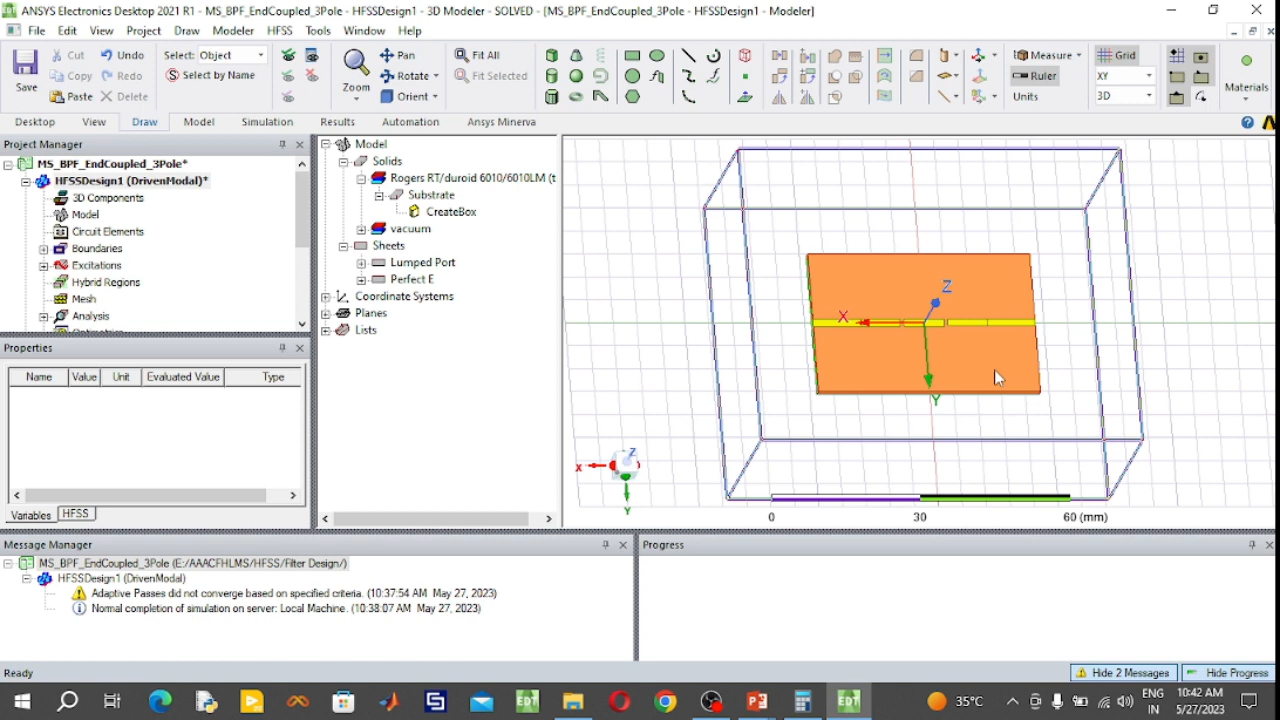 ANSYS Electronics Desktop 2021 R1 - MS_BPF_EndCoupled_3Pole - HFSSDesign1 - 3D Modeler - SOLVED - [MS_BPF_EndCoupled_3Pole - HFSSDesign1 - Modeler]
File Edit View Project Draw Modeler HFSS Tools Window Help
Save
Cut
Copy
Paste
Undo
Redo
Delete
Select: Object
Select by Name
Zoom
Pan
Rotate
Orient
Fit All
Fit Selected
Measure
Ruler
Units
Grid
XY
3D
Materials
Desktop View Draw Model Simulation Results Automation Ansys Minerva
Project Manager
MS_BPF_EndCoupled_3Pole*
HFSSDesign1 (DrivenModal)*
3D Components
Model
Circuit Elements
Boundaries
Excitations
Hybrid Regions
Mesh
Analysis
Properties
Name Value Unit Evaluated Value Type
Variables HFSS
Model
Solids
Rogers RT/duroid 6010/6010LM (t
Substrate
CreateBox
vacuum
Sheets
Lumped Port
Perfect E
Coordinate Systems
Planes
Lists
Z
X
Y
Z
X
Y
0 30 60 (mm)
Message Manager
MS_BPF_EndCoupled_3Pole (E:/AAACFHLMS/HFSS/Filter Design/)
HFSSDesign1 (DrivenModal)
Adaptive Passes did not converge based on specified criteria. (10:37:54 AM May 27, 2023)
Normal completion of simulation on server: Local Machine. (10:38:07 AM May 27, 2023)
Progress
Ready
Hide 2 Messages
Hide Progress
35°C
ENG
IN
10:42 AM
5/27/2023